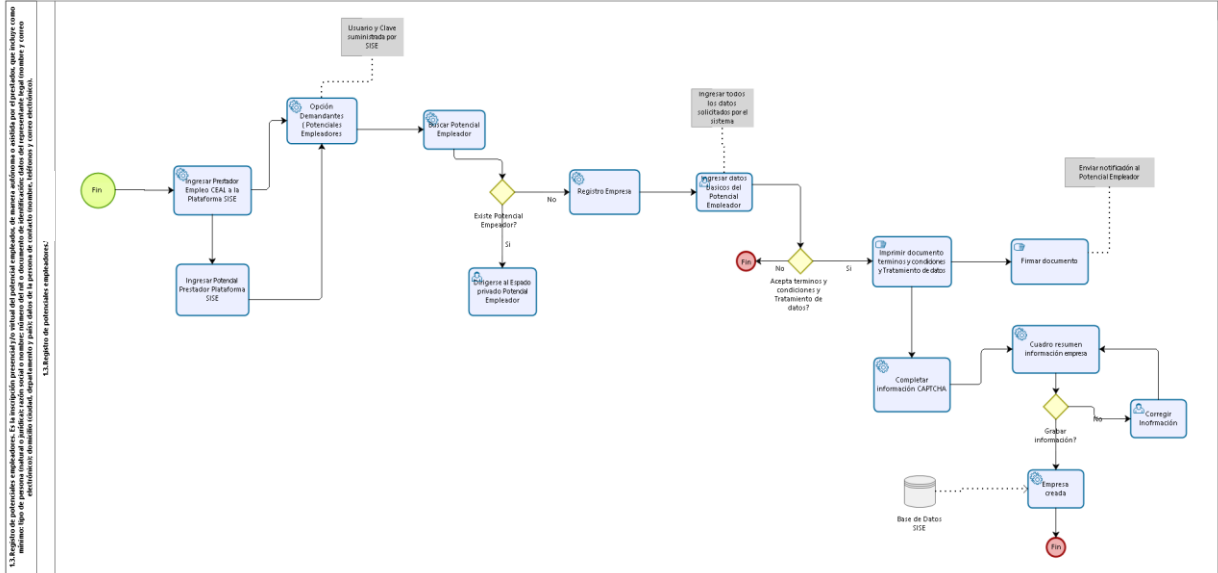 1.3.Registro de potenciales empleadores. Es la inscripción presencial y/o virtual del potencial empleados, de manera autónoma o asistida por el prestador, que incluye como
mínimo: tipo de persona (natural o jurídica); razón social o nombre; número del nit o documento de identificación; datos del representante legal (nombre y correo
electrónico); domicilio (ciudad, departamento y país); datos de la persona de contacto (nombre, teléfonos y correo electrónico).
1.3.Registro de potenciales empleadores.'
Usuario y Clave
suministrada por
SISE
Opción
Demandantes
( Potenciales
Empleadores
Buscar Potencial
Empleador
Ingresar todos
los datos
solicitados por el
sistema
Fin
Ingresar Prestador
Empleo CEAL a la
Plataforma SISE
Existe Potencial
Empeador?
No
Si
Registro Empresa
Ingresar datos
basicos del
Potencial
Empleador
Enviar notificación al
Potencial Empleador
Ingresar Potendal
Prestador Plataforma
SISE
Dirigerse al Espado
privado Potencial
Empleador
Fin
No
Si
Acepta terminos y
condiciones y
Tratamiento de
datos?
Imprimir documento
terminos y condidones
y Tratamiento de datos
Firmar documento
Completar
información CAPTCHA
Cuadro resumen
información empresa
Grabar
información?
No
Corregir
Inofrmación
Base de Datos
SISE
Empresa
creada
Fin